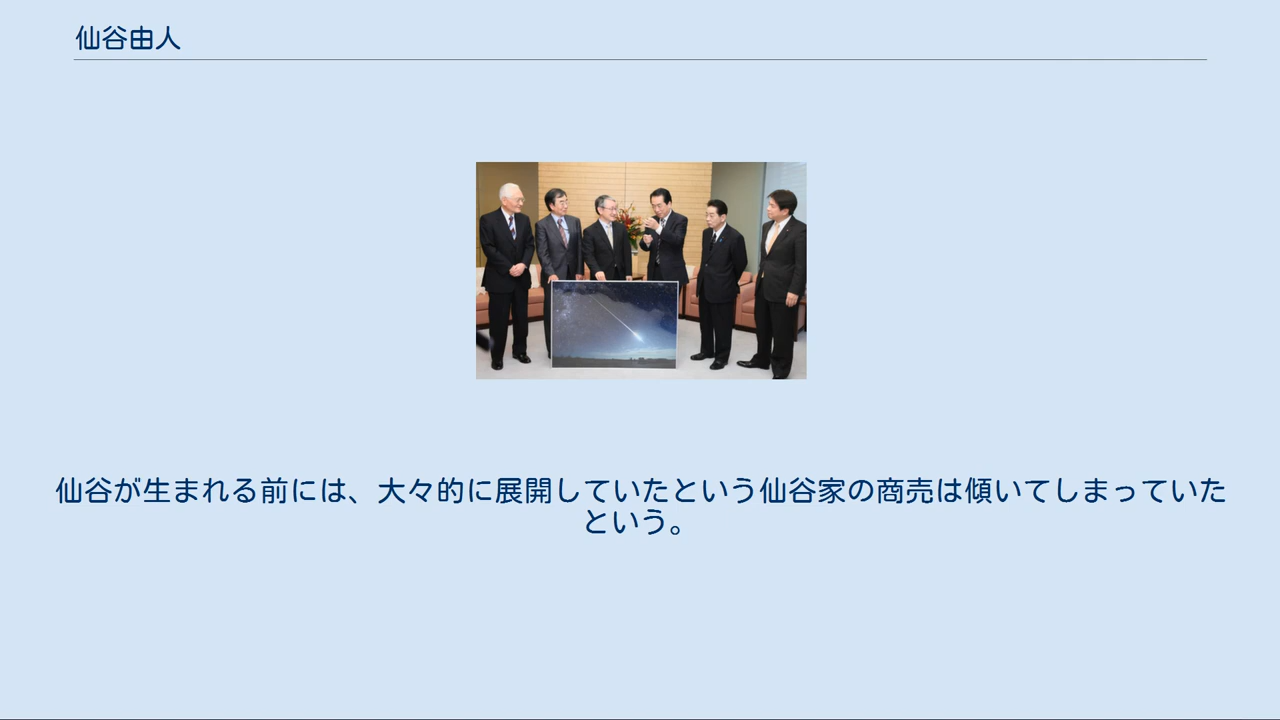 仙谷由人
仙谷が生まれる前には、大々的に展開していたという仙谷家の商売は傾いてしまっていた
という。